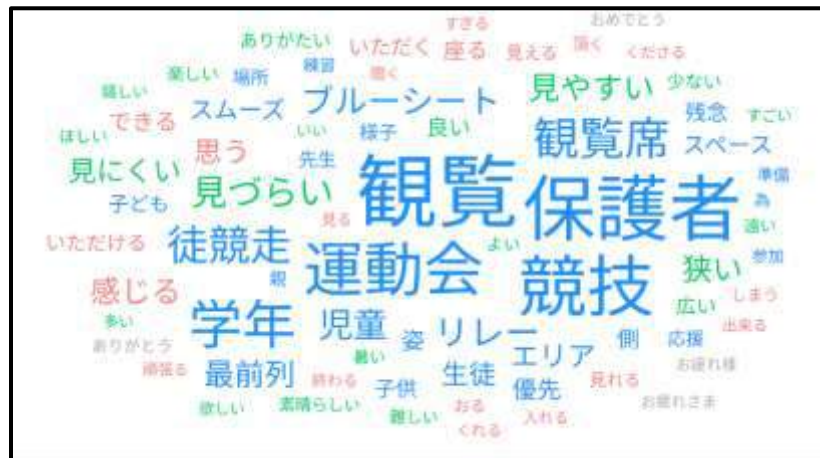 すぎる おめでとう
ありがたい いただく 座る 見える 頂く くださる
楽しい 場所 練習 聞く 見やすい 少ない
嬉しい スムーズ ブルーシート 残念 すごい
ほしい できる いい 様子 良い 観覧席 スペース
見にくい 思う 先生 準備
子ども 見づらい 観覧 保護者 為
見る 遠い
いただける 徒競走 運動会 よい 競技 狭い 参加
感じる 親 広い しまう
多い 学年 児童 姿 リレー 側 応援 出来る
ありがとう 暑い エリア お疲れ様
頑張る 最前列 終わる 子供 生徒 優先 見れる
欲しい 素晴らしい 難しい おる 入れる お疲れさま
くれる